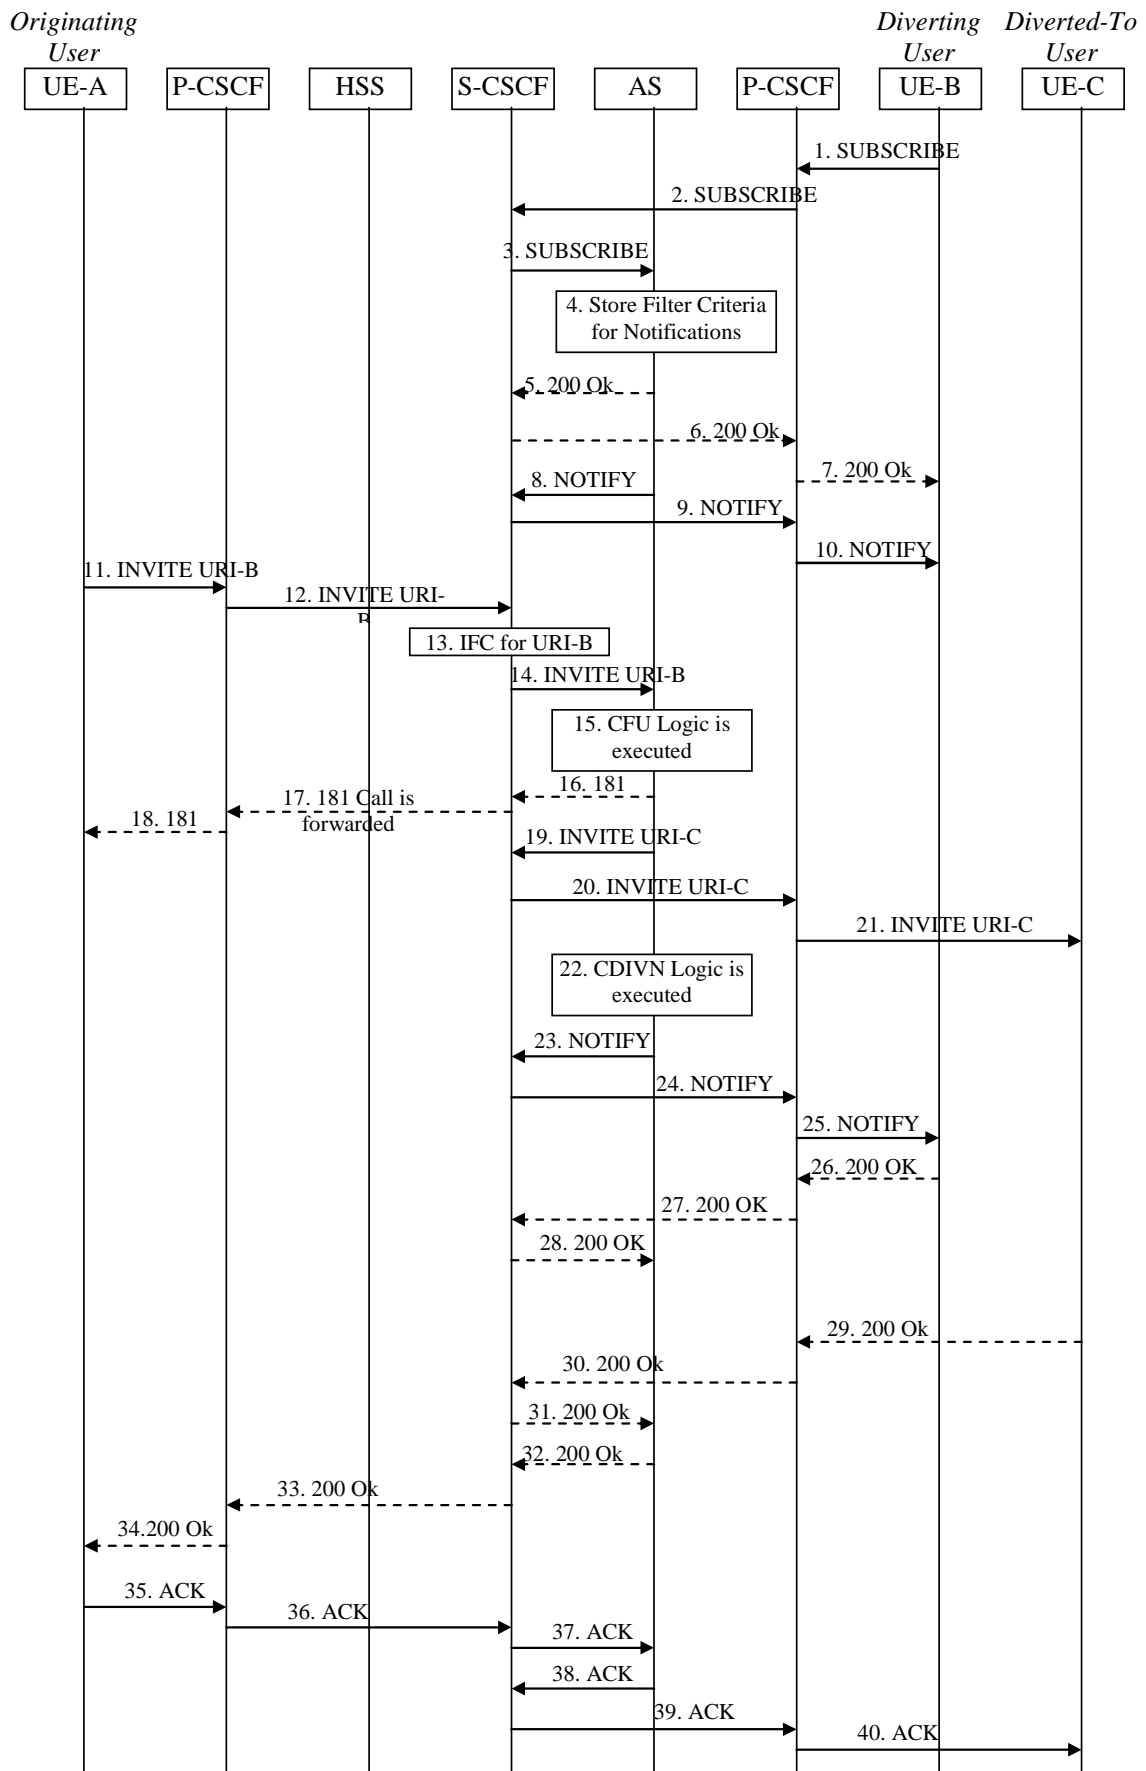 Originating
User
Diverting
User
Diverted-To
User
UE-A
P-CSCF
HSS
S-CSCF
AS
P-CSCF
UE-B
UE-C
1. SUBSCRIBE
2. SUBSCRIBE
3. SUBSCRIBE
4. Store Filter Criteria
for Notifications
5. 200 Ok
6. 200 Ok
7. 200 Ok
8. NOTIFY
9. NOTIFY
10. NOTIFY
11. INVITE URI-B
12. INVITE URI-
B
13. IFC for URI-B
14. INVITE URI-B
15. CFU Logic is
executed
16. 181
17. 181 Call is
forwarded
18. 181
19. INVITE URI-C
20. INVITE URI-C
21. INVITE URI-C
22. CDIVN Logic is
executed
23. NOTIFY
24. NOTIFY
25. NOTIFY
26. 200 OK
27. 200 OK
28. 200 OK
29. 200 Ok
30. 200 Ok
31. 200 Ok
32. 200 Ok
33. 200 Ok
34.200 Ok
35. ACK
36. ACK
37. ACK
38. ACK
39. ACK
40. ACK